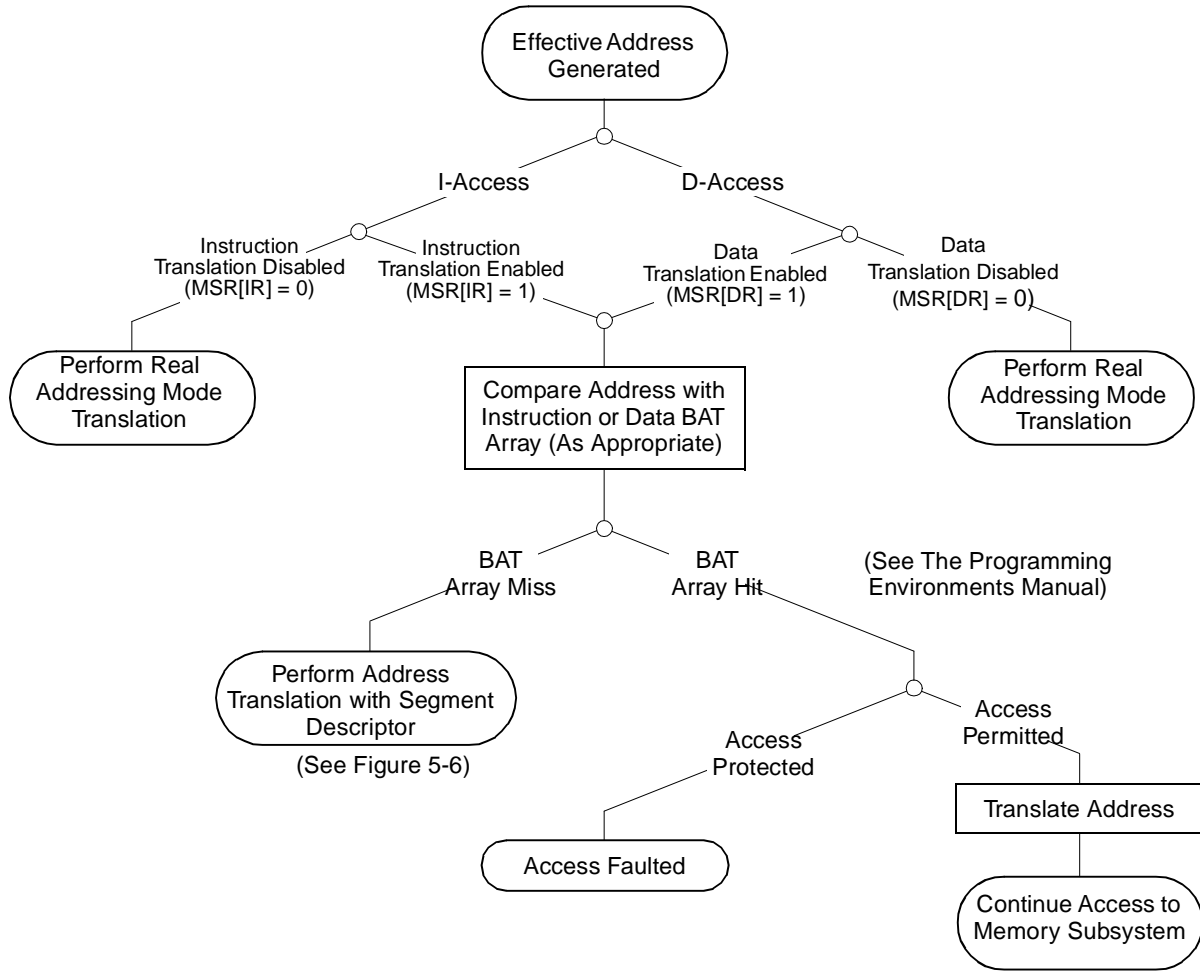 Effective Address
Generated
I-Access
D-Access
Instruction
Translation Disabled
(MSR[IR] = 0)
Instruction
Translation Enabled
(MSR[IR] = 1)
Data
Translation Enabled
(MSR[DR] = 1)
Data
Translation Disabled
(MSR[DR] = 0)
Perform Real
Addressing Mode
Translation
Compare Address with
Instruction or Data BAT
Array (As Appropriate)
Perform Real
Addressing Mode
Translation
BAT
Array Miss
BAT
Array Hit
(See The Programming
Environments Manual)
Perform Address
Translation with Segment
Descriptor
(See Figure 5-6)
Access
Protected
Access
Permitted
Access Faulted
Translate Address
Continue Access to
Memory Subsystem